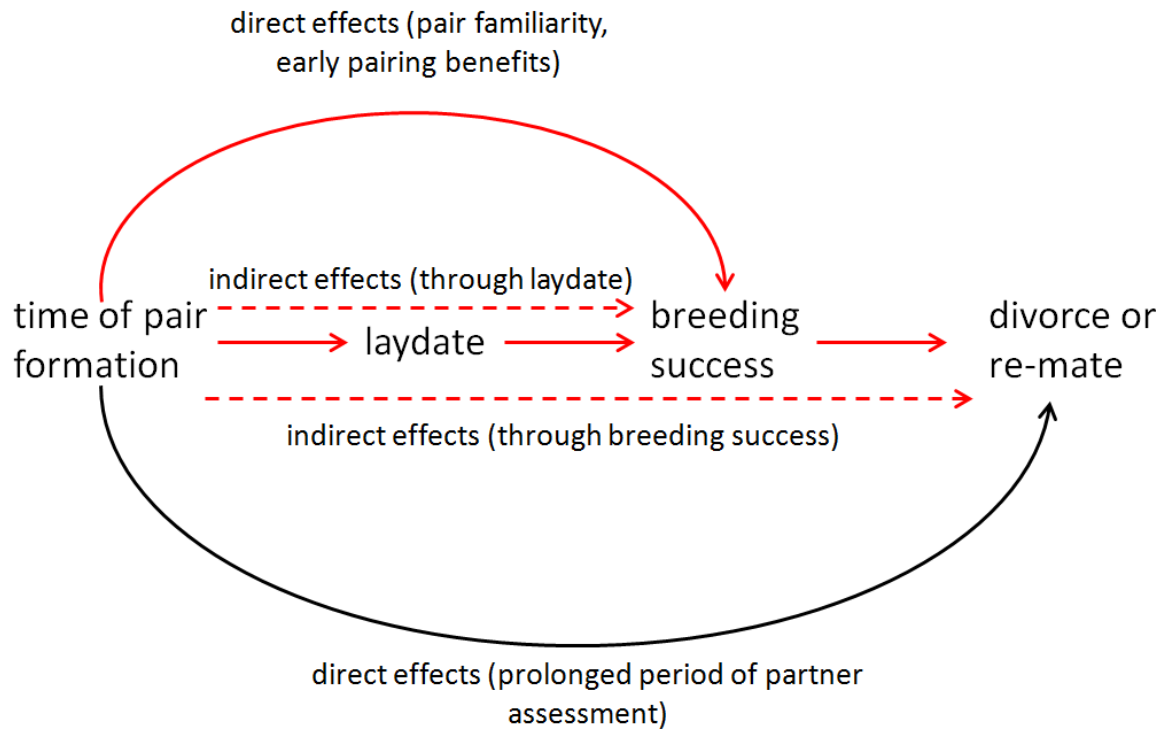 direct effects (pair familiarity,
early pairing benefits)
indirect effects (through laydate)
time of pair
formation
laydate
breeding
success
divorce or
re-mate
indirect effects (through breeding success)
direct effects (prolonged period of partner
assessment)